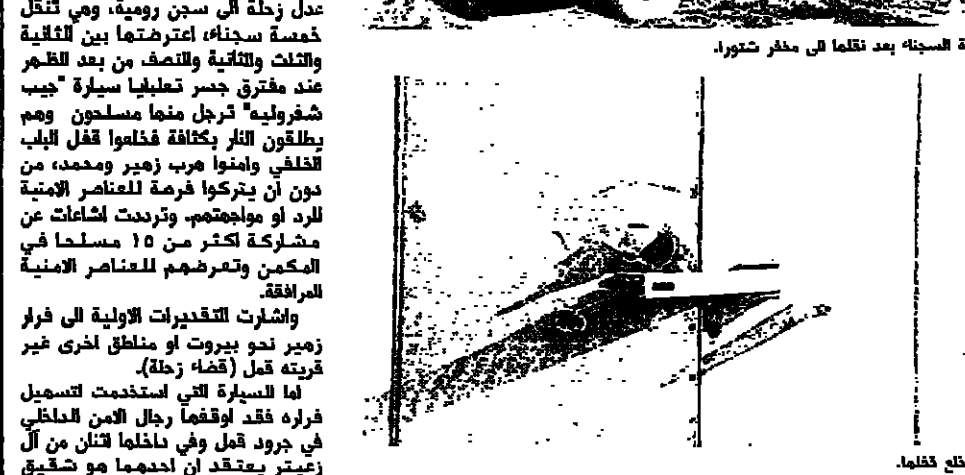 عدل زحلة الى سجن رومية، وهي تنقل
خمسة سجناء، اعترضتها بين الثانية
والثلث والثانية والنصف من بعد الظهر
عند مفترق جسر تعلبايا سيارة "جيب
شفروليه" ترجل منها مسلحون وهم
يطلقون النار بكثافة فخلعوا قفل الباب
الخلفي وامنوا هرب زهير ومحمد، من
دون ان يتركوا فرصة للعناصر الامنية
للرد او مواجهتهم. وترددت اشاعات عن
مشاركة اكثر من ١٥ مسلحا في
المكمن وتعرضهم للعناصر الامنية
المرافقة.
واشارت التقديرات الاولية الى فرار
زهير نحو بيروت او مناطق اخرى غير
قريته قمل (قضاء زحلة).
اما السيارة التي استخدمت لتسهيل
فراره فقد اوقفها رجال الامن الداخلي
في جرود قمل وفي داخلها اثنان من آل
زعيتر يعتقد ان احدهما هو شقيق
ة السجناء بعد نقلها الى مخفر شتورا.
خلع قفلها.